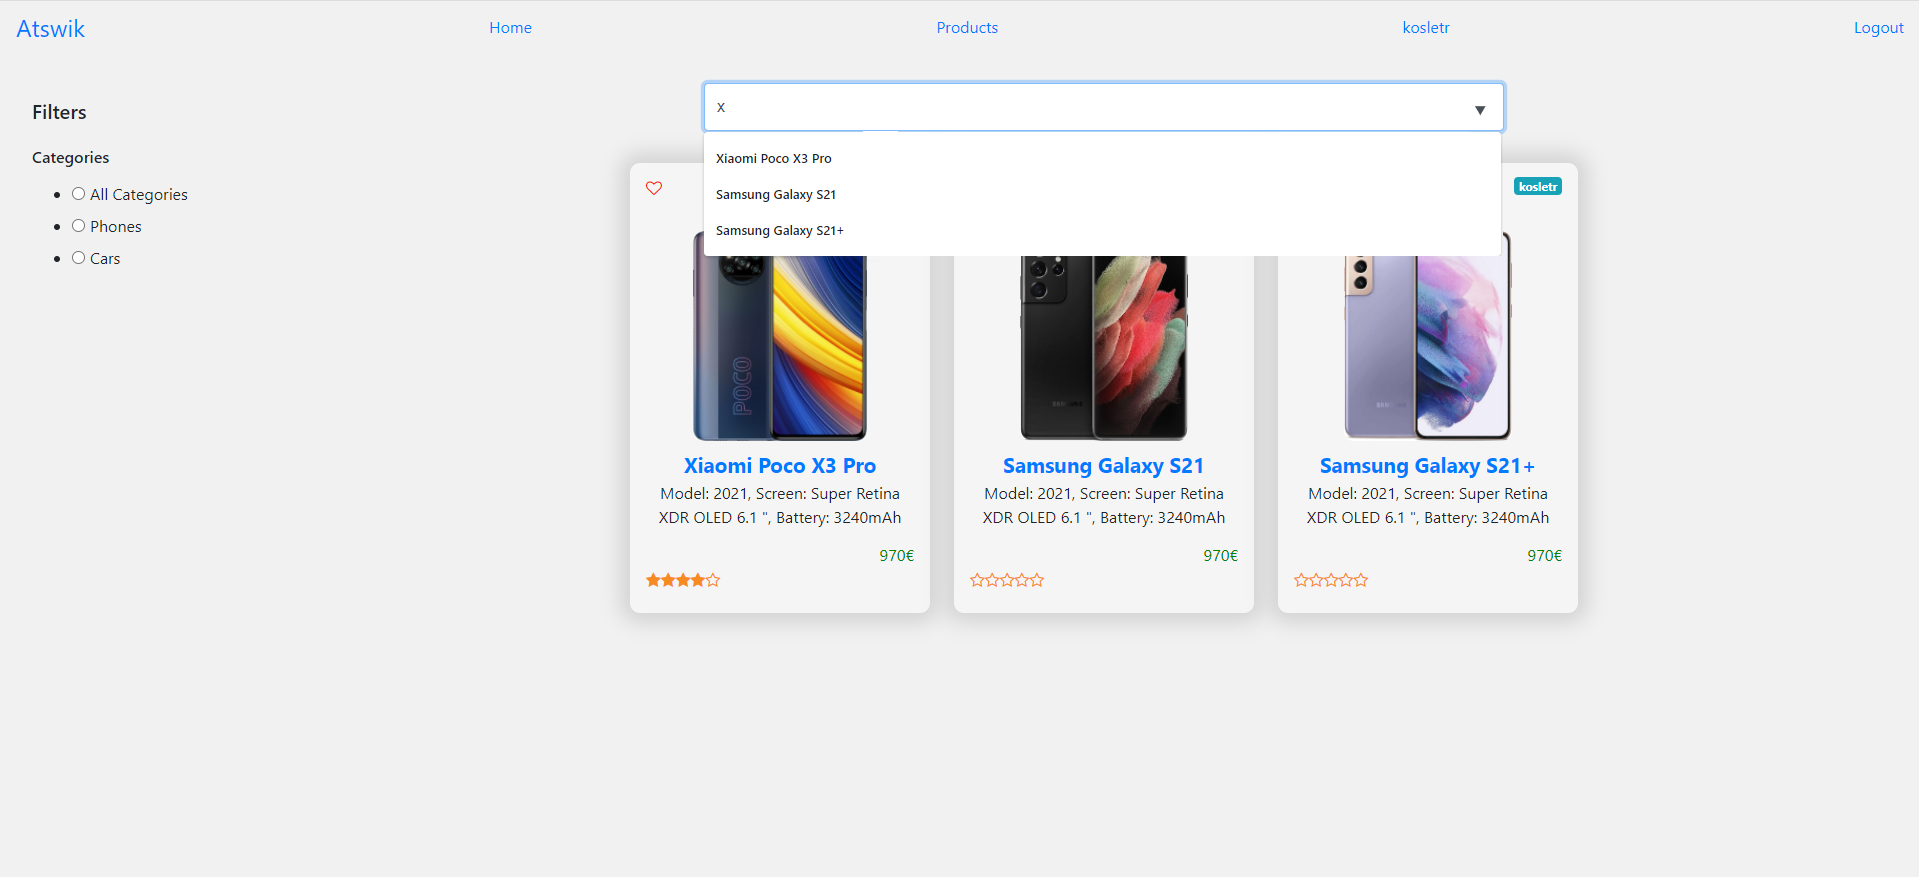 Atswik
Home
Products
kosletr
Logout
Filters
Categories
All Categories
Phones
Cars
x
Xiaomi Poco X3 Pro
Samsung Galaxy S21
Samsung Galaxy S21+
kosletr
POCO
SAMSUNG
SAMSUNG
Xiaomi Poco X3 Pro
Model: 2021, Screen: Super Retina
XDR OLED 6.1 ", Battery: 3240mAh
970€
Samsung Galaxy S21
Model: 2021, Screen: Super Retina
XDR OLED 6.1 ", Battery: 3240mAh
970€
Samsung Galaxy S21+
Model: 2021, Screen: Super Retina
XDR OLED 6.1 ", Battery: 3240mAh
970€